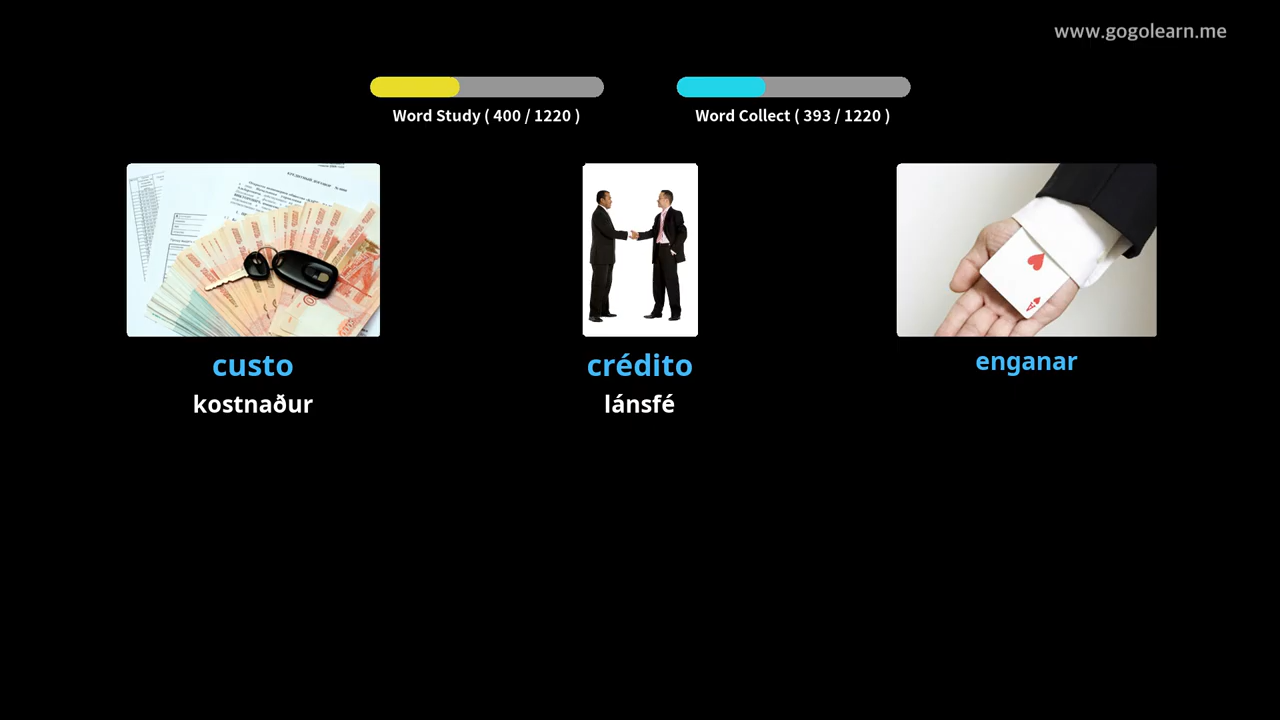 www.gogolearn.me
Word Study ( 400 / 1220 )
Word Collect ( 393 / 1220 )
custo
crédito
enganar
kostnaður
lánsfé
A